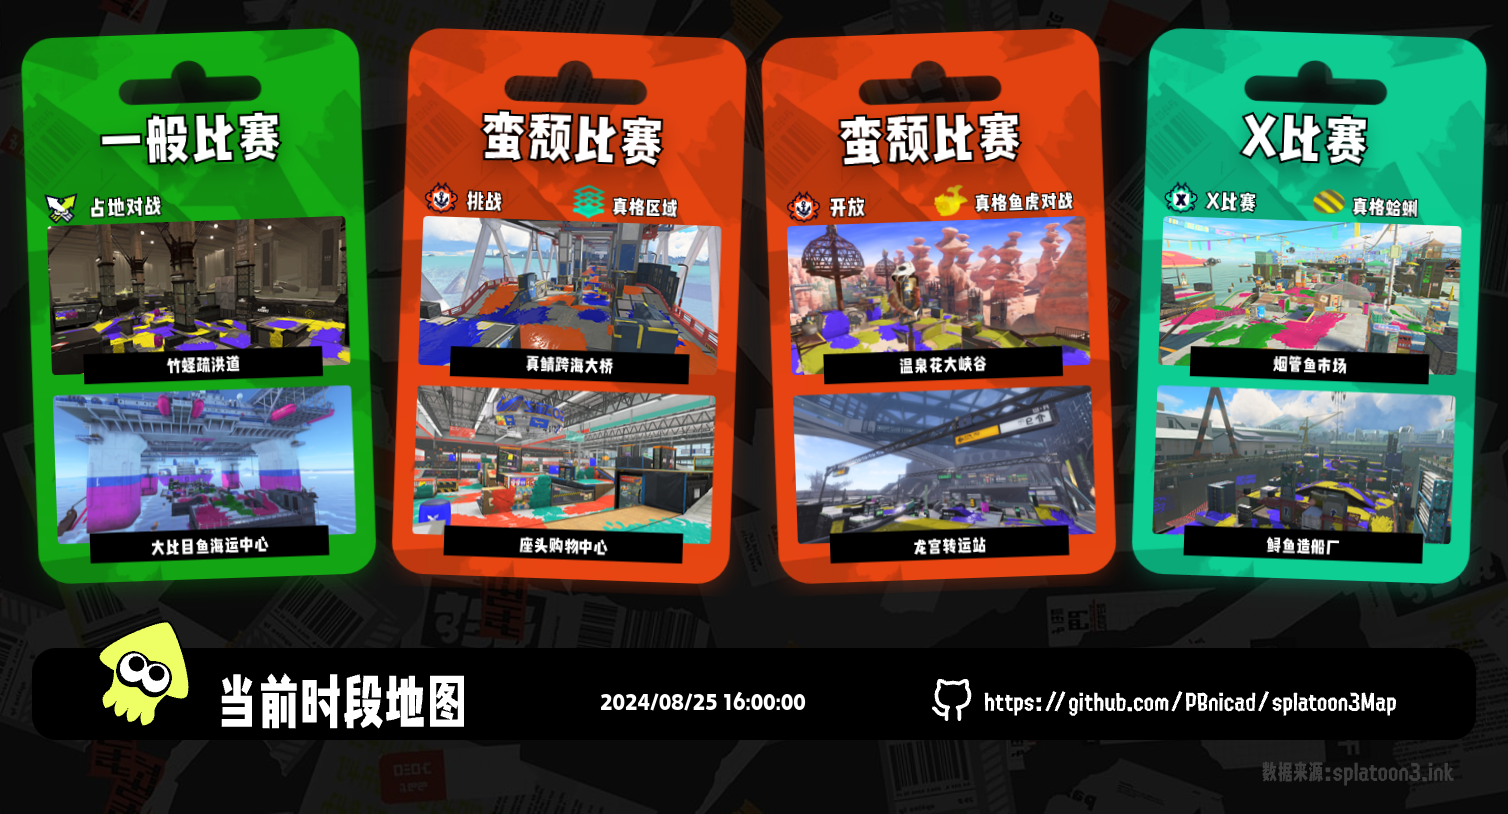 一般比赛
占地对战
竹蛏疏洪道
大比目鱼海运中心
蛮颓比赛
挑战
真格区域
真鲭跨海大桥
座头购物中心
蛮颓比赛
开放
真格鱼虎对战
温泉花大峡谷
龙宫转运站
X比赛
X比赛
真格蛤蜊
烟管鱼市场
鲟鱼造船厂
当前时段地图
2024/08/25 16:00:00
https://github.com/PBnicad/splatoon3Map
数据来源:splatoon3.ink